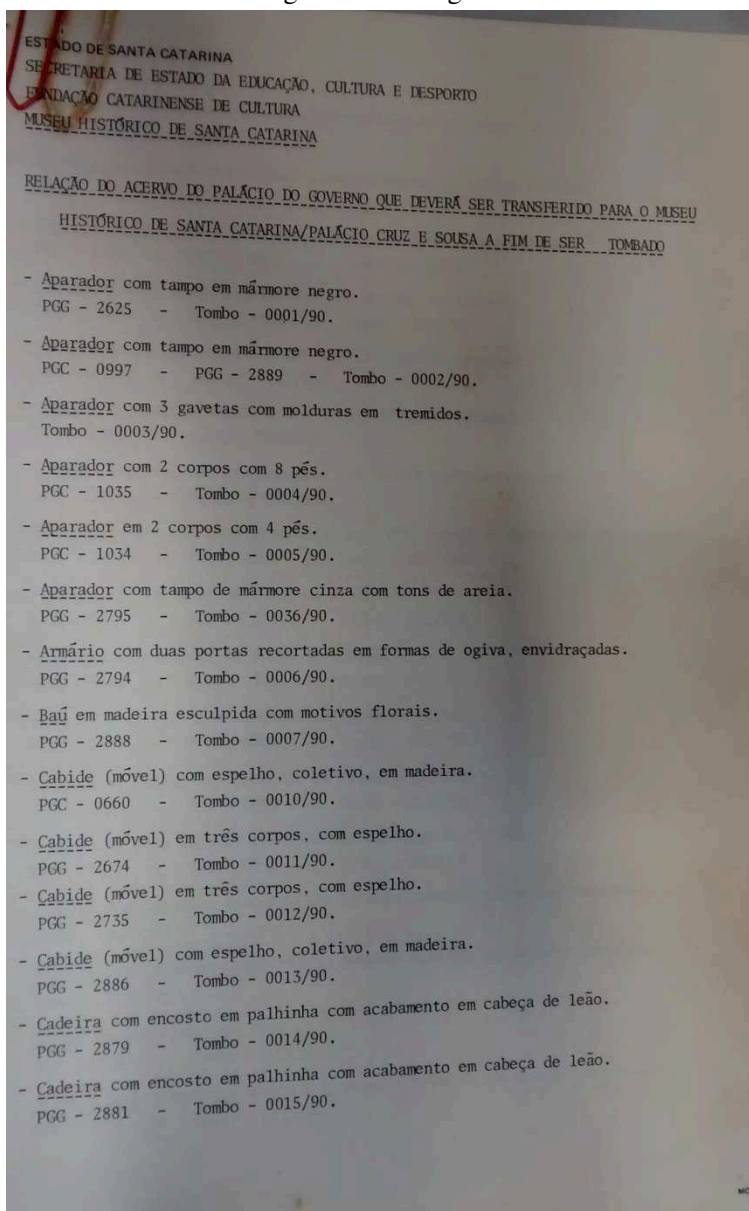 ESTADO DE SANTA CATARINA
SECRETARIA DE ESTADO DA EDUCAÇÃO, CULTURA E DESPORTO
FUNDAÇÃO CATARINENSE DE CULTURA
MUSEU HISTÓRICO DE SANTA CATARINA
RELAÇÃO DO ACERVO DO PALÁCIO DO GOVERNO QUE DEVERÁ SER TRANSFERIDO PARA O MUSEU
HISTÓRICO DE SANTA CATARINA/PALÁCIO CRUZ E SOUSA A FIM DE SER TOMBADO
- Aparador com tampo em mármore negro.
PGG - 2625 - Tombo - 0001/90.
- Aparador com tampo em mármore negro.
PGC - 0997 - PGG - 2889 - Tombo - 0002/90.
- Aparador com 3 gavetas com molduras em tremidos.
Tombo - 0003/90.
- Aparador com 2 corpos com 8 pés.
PGC - 1035 - Tombo - 0004/90.
- Aparador em 2 corpos com 4 pés.
PGC - 1034 - Tombo - 0005/90.
- Aparador com tampo de mármore cinza com tons de areia.
PGG - 2795 - Tombo - 0036/90.
- Armário com duas portas recortadas em formas de ogiva, envidraçadas.
PGG - 2794 - Tombo - 0006/90.
- Baú em madeira esculpida com motivos florais.
PGG - 2888 - Tombo - 0007/90.
- Cabide (móvel) com espelho, coletivo, em madeira.
PGC - 0660 - Tombo - 0010/90.
- Cabide (móvel) em três corpos, com espelho.
PGG - 2674 - Tombo - 0011/90.
- Cabide (móvel) em três corpos, com espelho.
PGG - 2735 - Tombo - 0012/90.
- Cabide (móvel) com espelho, coletivo, em madeira.
PGG - 2886 - Tombo - 0013/90.
- Cadeira com encosto em palhinha com acabamento em cabeça de leão.
PGG - 2879 - Tombo - 0014/90.
- Cadeira com encosto em palhinha com acabamento em cabeça de leão.
PGG - 2881 - Tombo - 0015/90.